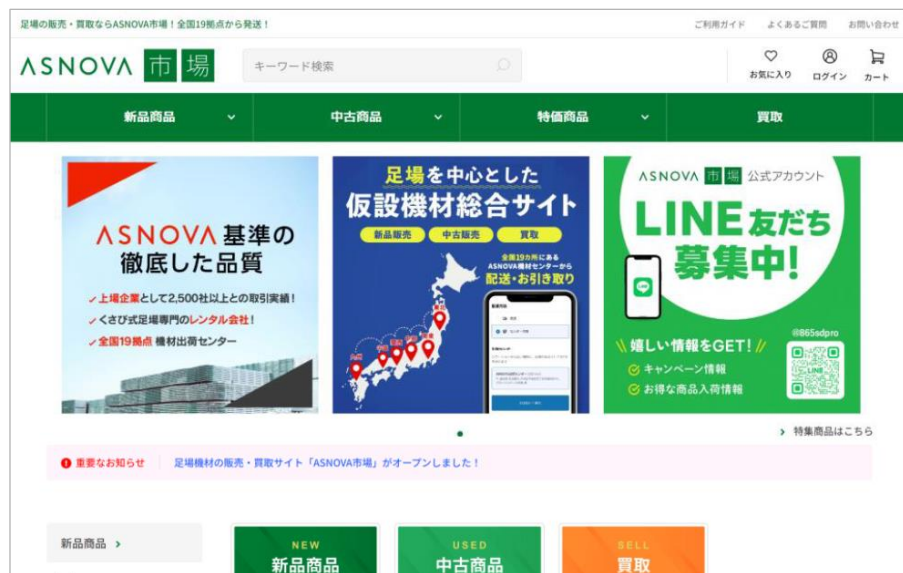 足場の販売・買取ならASNOVA市場！全国19拠点から発送！
ご利用ガイド よくあるご質問 お問い合わせ
ASNOVA 市場
キーワード検索
お気に入り ログイン カート
新品商品 中古商品 特価商品 買取
ASNOVA 基準の
徹底した品質
上場企業として2,500社以上との取引実績！
くさび式足場専門のレンタル会社！
全国19拠点 機材出荷センター
足場を中心とした
仮設機材総合サイト
新品販売 中古販売 買取
全国19カ所にある
ASNOVA機材センターから
配送・お引き取り
九州
東北
ASNOVA 市場 公式アカウント
LINE 友だち
募集中!
@865sdpro
嬉しい情報をGET!
キャンペーン情報
お得な商品入荷情報
LINE
特集商品はこちら
重要なお知らせ 足場機材の販売・買取サイト「ASNOVA市場」がオープンしました！
新品商品
NEW
新品商品
USED
中古商品
SELL
買取